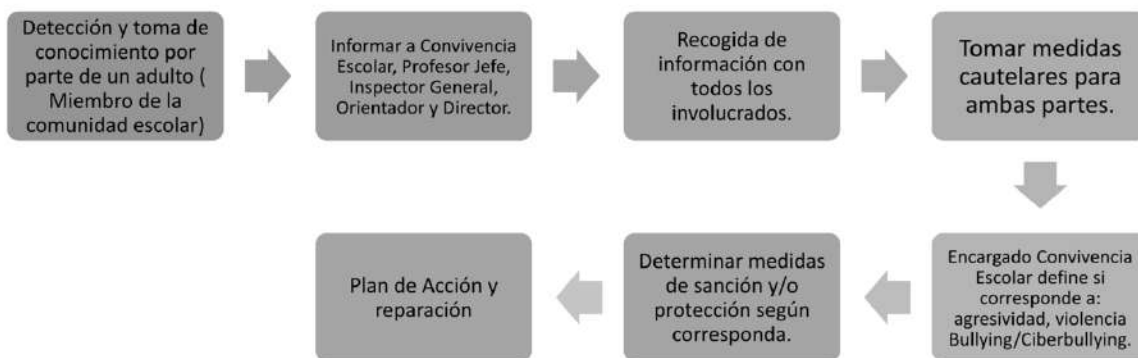 Detección y toma de
conocimiento por
parte de un adulto (
Miembro de la
comunidad escolar)
Informar a Convivencia
Escolar, Profesor Jefe,
Inspector General,
Orientador y Director.
Recogida de
información con
todos los
involucrados.
Tomar medidas
cautelares para
ambas partes.
Encargado Convivencia
Escolar define si
corresponde a:
agresividad, violencia
Bullying/Ciberbullying.
Determinar medidas
de sanción y/o
protección según
corresponda.
Plan de Acción y
reparación